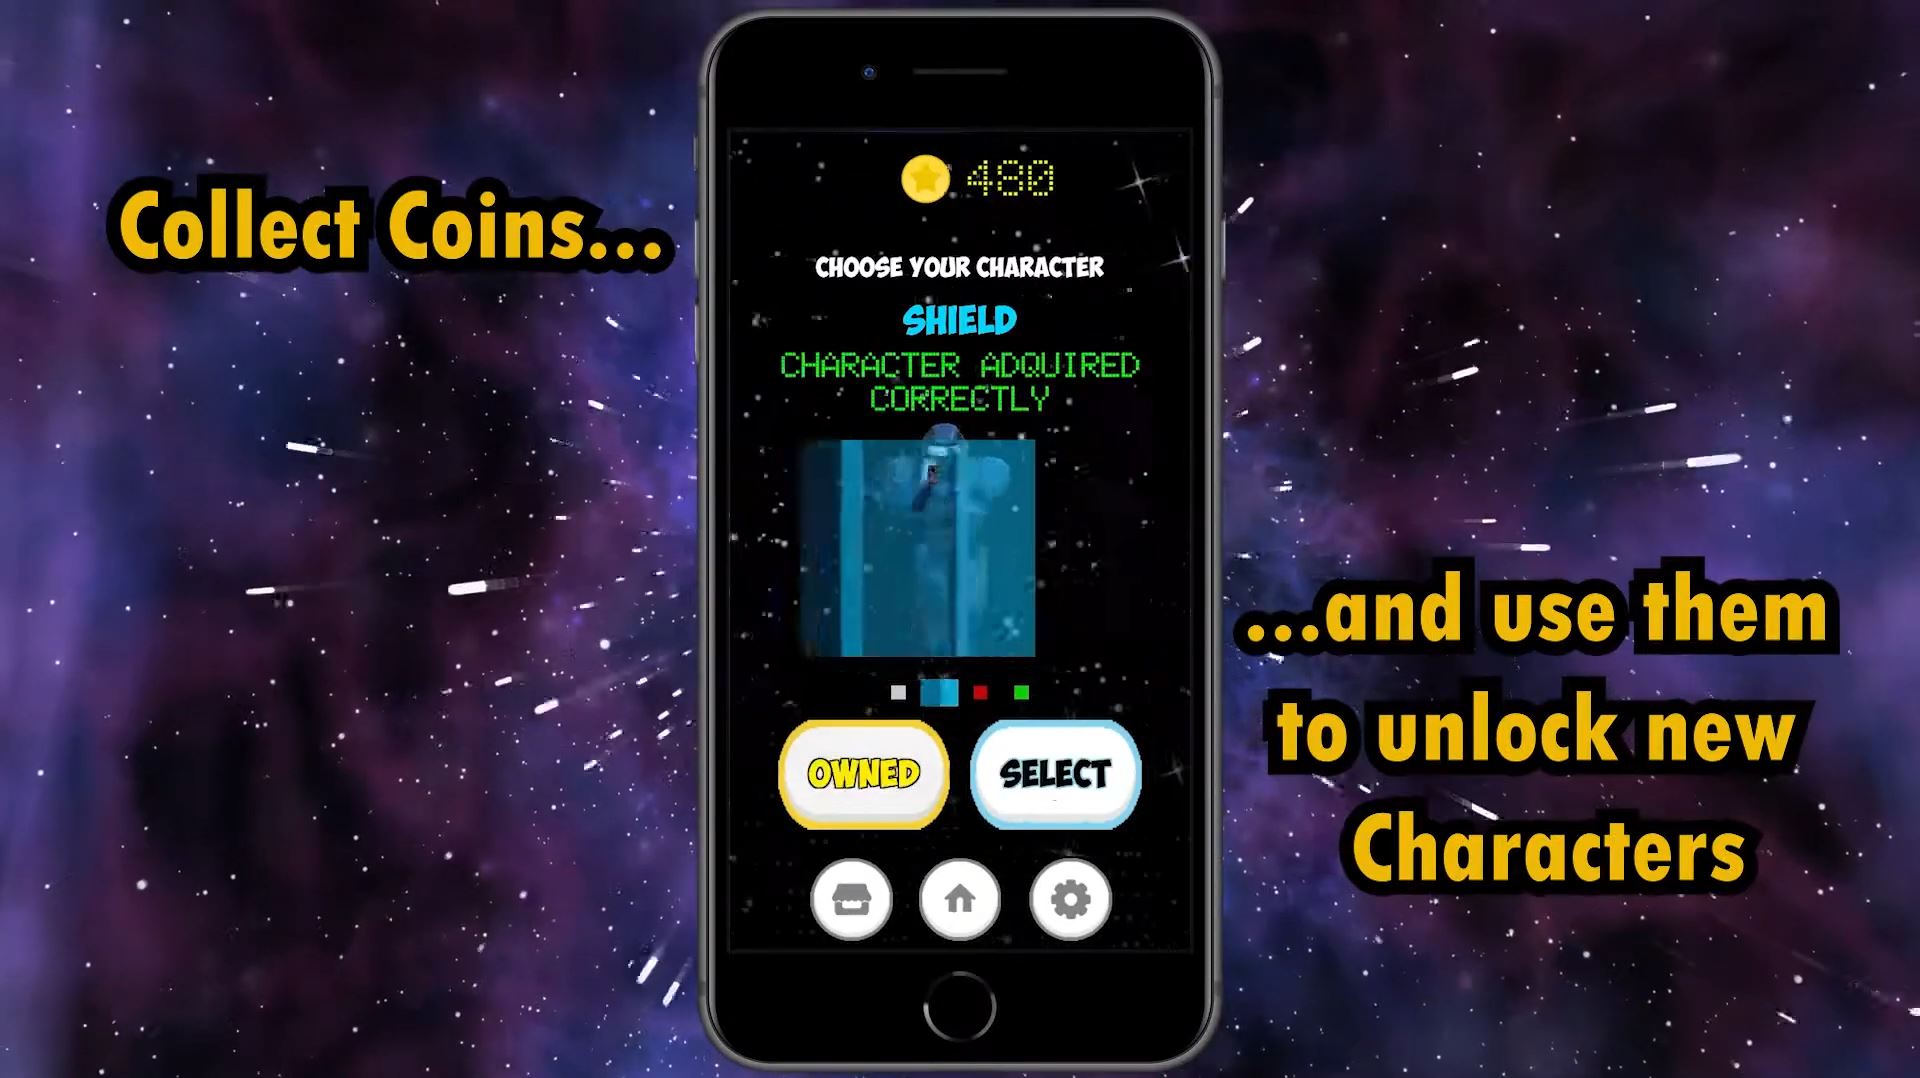 Collect Coins...
480
CHOOSE YOUR CHARACTER
SHIELD
CHARACTER ADQUIRED
CORRECTLY
OWNED
SELECT
...and use them
to unlock new
Characters